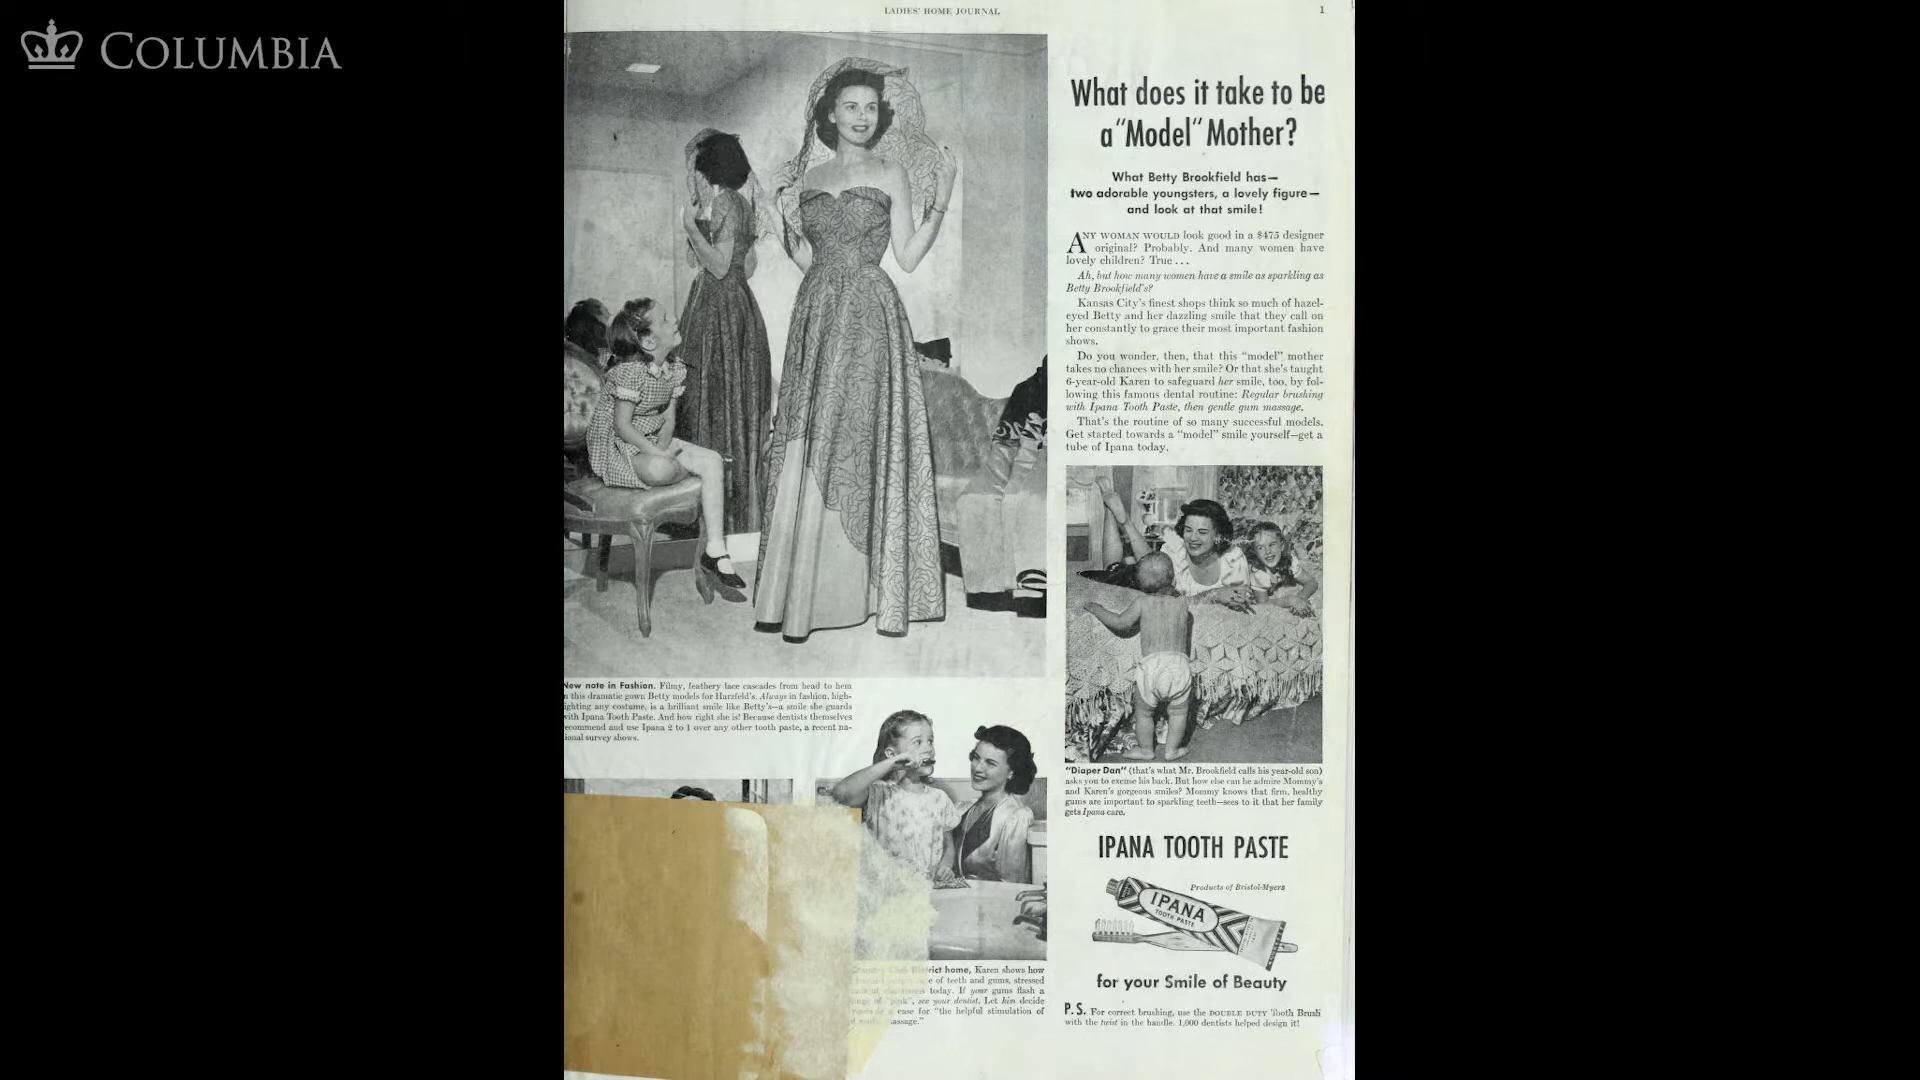 COLUMBIA
LADIES' HOME JOURNAL
1
What does it take to be
a "Model" Mother?
What Betty Brookfield has—
two adorable youngsters, a lovely figure—
and look at that smile!
ANY WOMAN WOULD look good in a $475 designer
original? Probably. And many women have
lovely children? True . . .
Ah, but how many women have a smile as sparkling as
Betty Brookfield's?
Kansas City's finest shops think so much of hazel-
eyed Betty and her dazzling smile that they call on
her constantly to grace their most important fashion
shows.
Do you wonder, then, that this "model" mother
takes no chances with her smile? Or that she's taught
6-year-old Karen to safeguard her smile, too, by fol-
lowing this famous dental routine: Regular brushing
with Ipana Tooth Paste, then gentle gum massage.
That's the routine of so many successful models.
Get started towards a "model" smile yourself—get a
tube of Ipana today.
New note in Fashion. Filmy, feathery lace cascades from head to hem
n this dramatic gown Betty models for Harzfeld's. Always in fashion, high-
ighting any costume, is a brilliant smile like Betty's—a smile she guards
with Ipana Tooth Paste. And how right she is! Because dentists themselves
ecommend and use Ipana 2 to 1 over any other tooth paste, a recent na-
ional survey shows.
"Diaper Dan" (that's what Mr. Brookfield calls his year-old son)
asks you to excuse his back. But how else can he admire Mommy's
and Karen's gorgeous smiles? Mommy knows that firm, healthy
gums are important to sparkling teeth—sees to it that her family
gets Ipana care.
rict home, Karen shows how
e of teeth and gums, stressed
today. If your gums flash a
"pink", see your dentist. Let him decide
case for "the helpful stimulation of
assage."
IPANA TOOTH PASTE
Products of Bristol-Myers
IPANA
TOOTH PASTE
for your Smile of Beauty
P.S. For correct brushing, use the DOUBLE DUTY Tooth Brush
with the twist in the handle. 1,000 dentists helped design it!